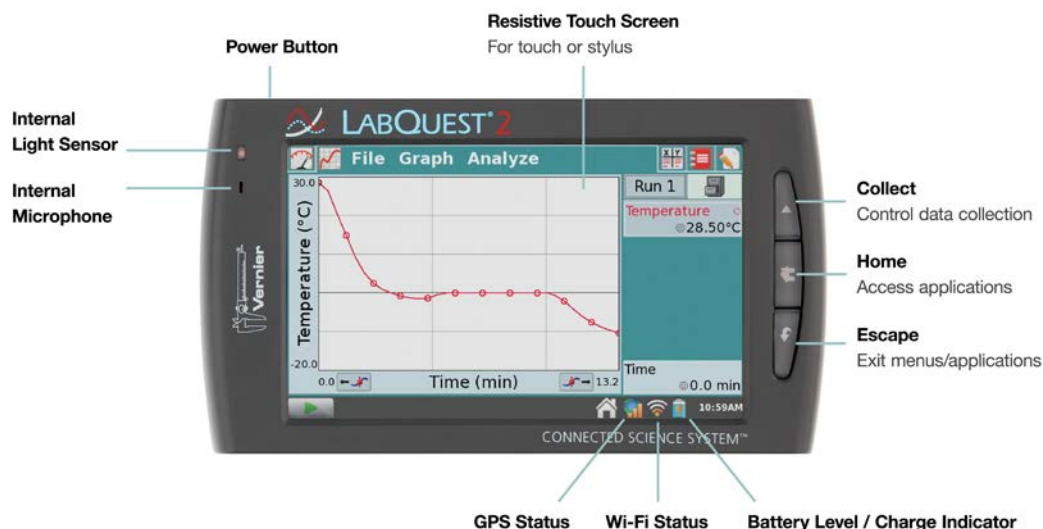 Resistive Touch Screen
For touch or stylus
Power Button
Internal
Light Sensor
Internal
Microphone
LABQUEST® 2
File Graph Analyze
X Y
Run 1
Temperature
28.50°C
30.0
Temperature (°C)
-20.0
0.0
Time (min)
13.2
Time
0.0 min
10:59AM
Vernier
CONNECTED SCIENCE SYSTEM™
Collect
Control data collection
Home
Access applications
Escape
Exit menus/applications
GPS Status
Wi-Fi Status
Battery Level / Charge Indicator